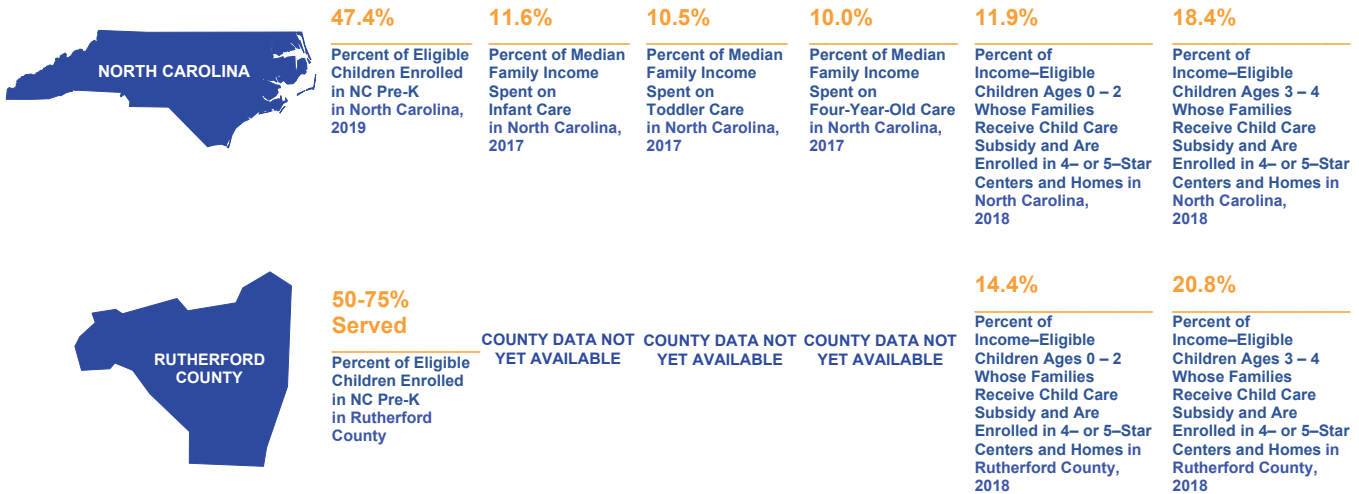 NORTH CAROLINA
47.4%
Percent of Eligible
Children Enrolled
in NC Pre-K
in North Carolina,
2019
11.6%
Percent of Median
Family Income
Spent on
Infant Care
in North Carolina,
2017
10.5%
Percent of Median
Family Income
Spent on
Toddler Care
in North Carolina,
2017
10.0%
Percent of Median
Family Income
Spent on
Four-Year-Old Care
in North Carolina,
2017
11.9%
Percent of
Income–Eligible
Children Ages 0 – 2
Whose Families
Receive Child Care
Subsidy and Are
Enrolled in 4– or 5–Star
Centers and Homes in
North Carolina,
2018
18.4%
Percent of
Income–Eligible
Children Ages 3 – 4
Whose Families
Receive Child Care
Subsidy and Are
Enrolled in 4– or 5–Star
Centers and Homes in
North Carolina,
2018
RUTHERFORD
COUNTY
50-75%
Served
Percent of Eligible
Children Enrolled
in NC Pre-K
in Rutherford
County
COUNTY DATA NOT
YET AVAILABLE
COUNTY DATA NOT
YET AVAILABLE
COUNTY DATA NOT
YET AVAILABLE
14.4%
Percent of
Income–Eligible
Children Ages 0 – 2
Whose Families
Receive Child Care
Subsidy and Are
Enrolled in 4– or 5–Star
Centers and Homes in
Rutherford County,
2018
20.8%
Percent of
Income–Eligible
Children Ages 3 – 4
Whose Families
Receive Child Care
Subsidy and Are
Enrolled in 4– or 5–Star
Centers and Homes in
Rutherford County,
2018